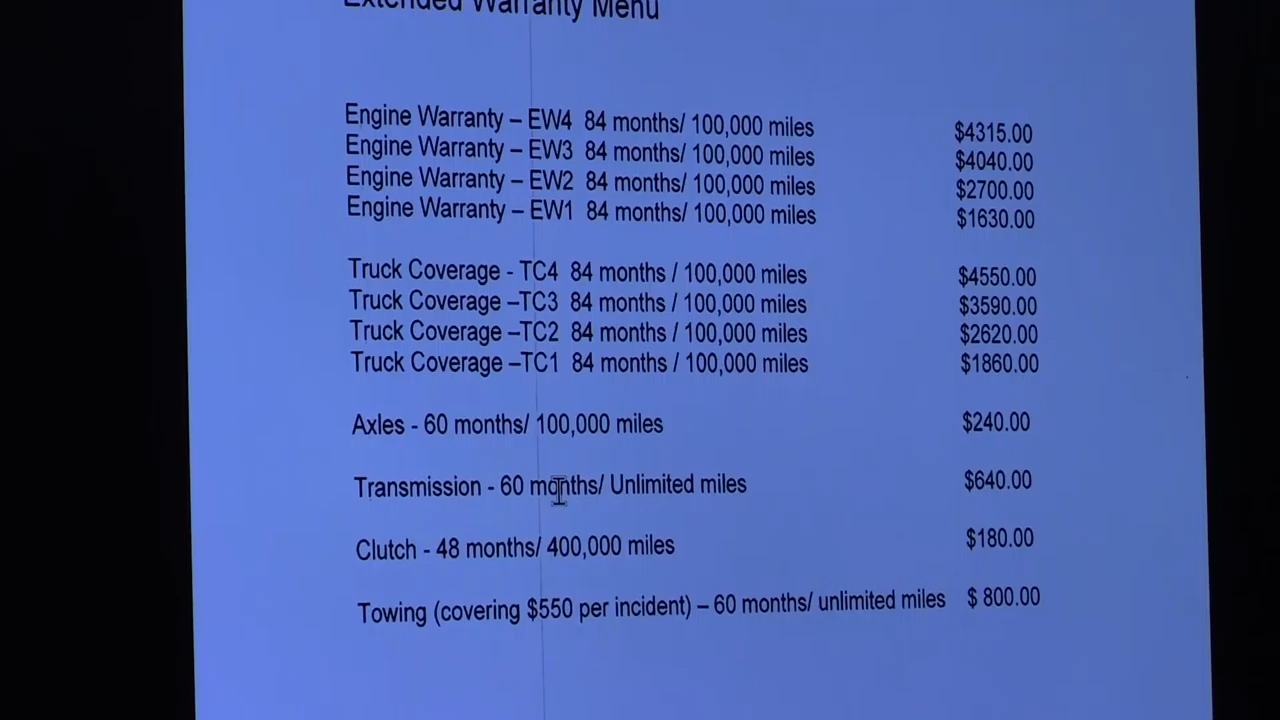 Extended Warranty Menu
Engine Warranty – EW4 84 months/ 100,000 miles $4315.00
Engine Warranty – EW3 84 months/ 100,000 miles $4040.00
Engine Warranty – EW2 84 months/ 100,000 miles $2700.00
Engine Warranty – EW1 84 months/ 100,000 miles $1630.00
Truck Coverage - TC4 84 months / 100,000 miles $4550.00
Truck Coverage –TC3 84 months / 100,000 miles $3590.00
Truck Coverage –TC2 84 months / 100,000 miles $2620.00
Truck Coverage –TC1 84 months / 100,000 miles $1860.00
Axles - 60 months/ 100,000 miles $240.00
Transmission - 60 months/ Unlimited miles $640.00
Clutch - 48 months/ 400,000 miles $180.00
Towing (covering $550 per incident) – 60 months/ unlimited miles $ 800.00